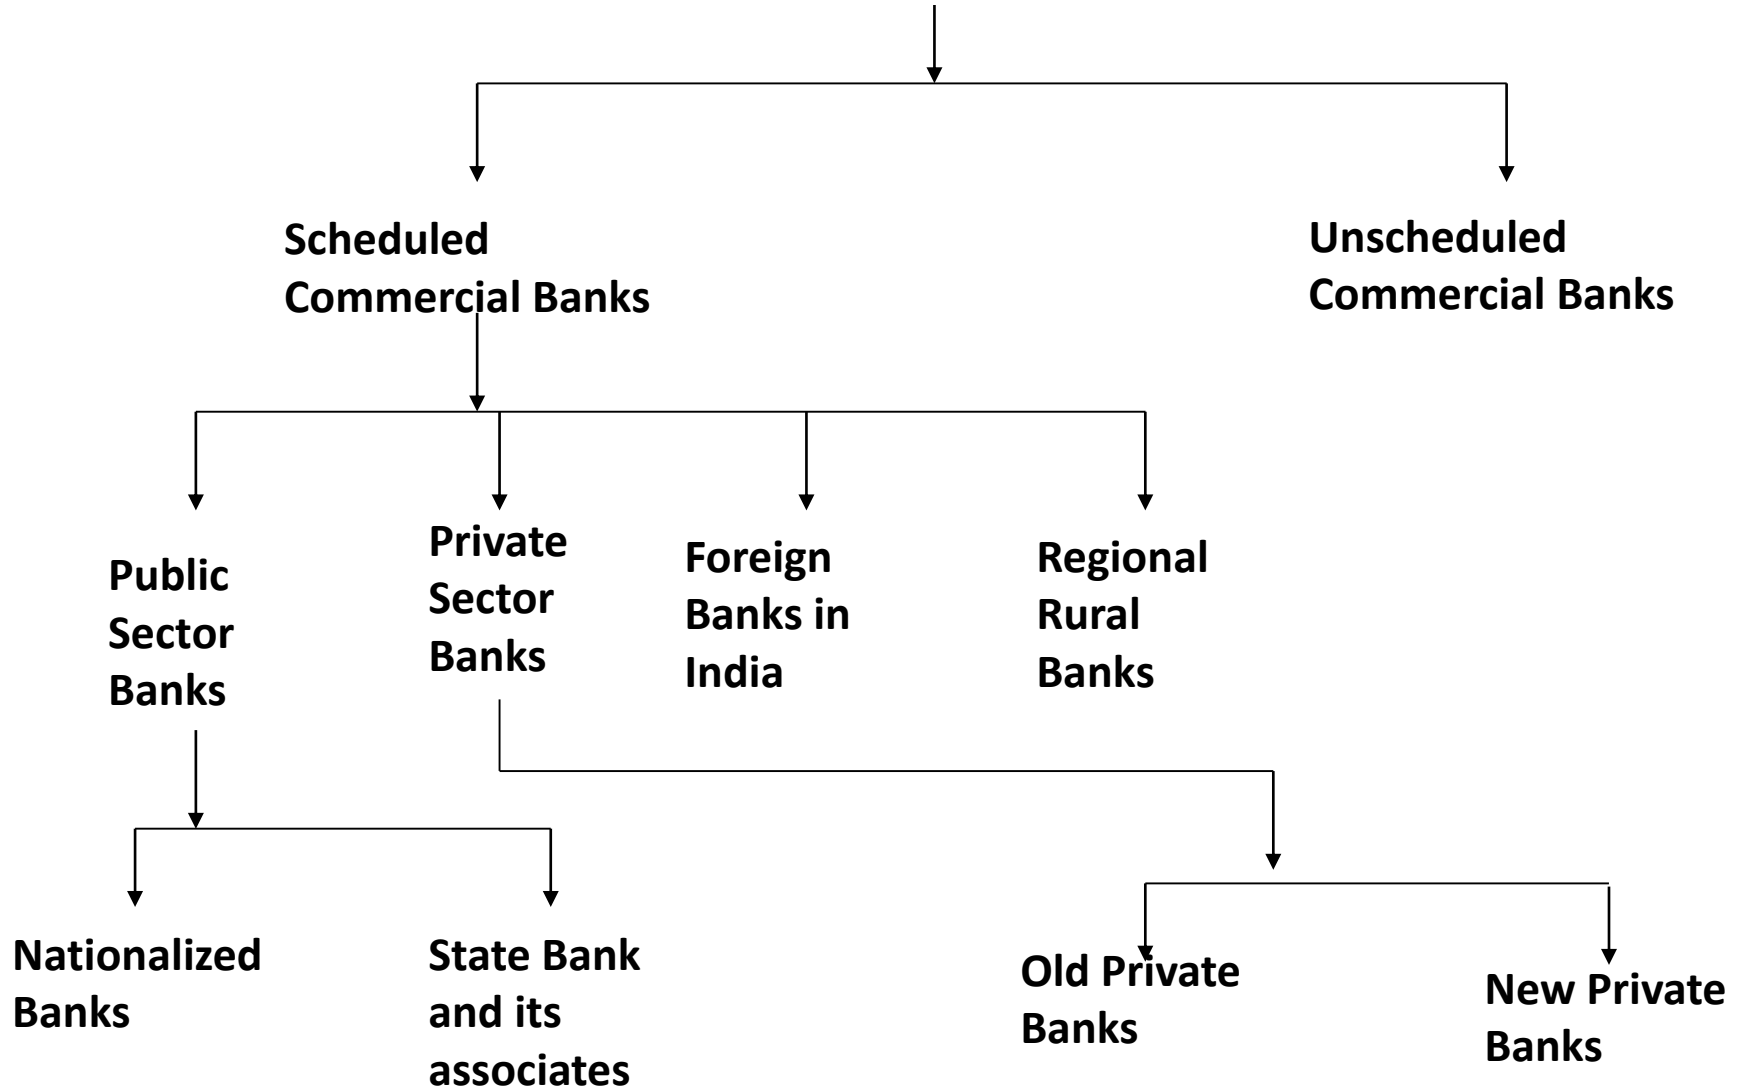 Scheduled
Commercial Banks
Unscheduled
Commercial Banks
Public
Sector
Banks
Private
Sector
Banks
Foreign
Banks in
India
Regional
Rural
Banks
Nationalized
Banks
State Bank
and its
associates
Old Private
Banks
New Private
Banks